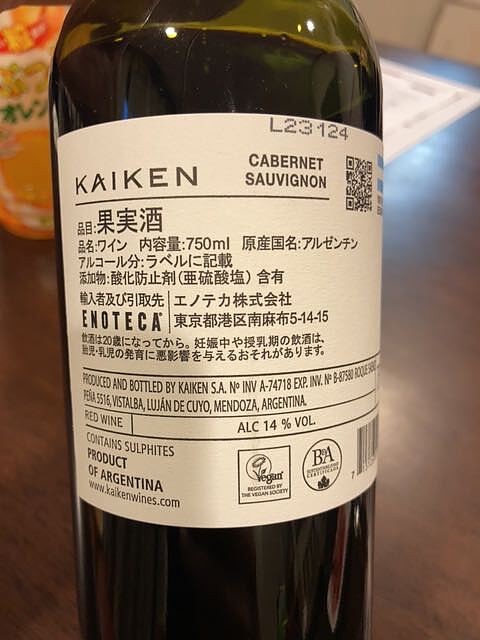 L23124
KAIKEN
CABERNET
SAUVIGNON
品目:果実酒
品名:ワイン 内容量:750ml 原産国名:アルゼンチン
アルコール分:ラベルに記載
添加物:酸化防止剤(亜硫酸塩) 含有
輸入者及び引取先 エノテカ株式会社
ENOTECA 東京都港区南麻布5-14-15
飲酒は20歳になってから。妊娠中や授乳期の飲酒は、
胎児・乳児の発育に悪影響を与えるおそれがあります。
PRODUCED AND BOTTLED BY KAIKEN S.A. Nº INV A-74718 EXP. INV. Nº B-87580 ROQUE SAENZ
PEÑA 5516, VISTALBA, LUJÁN DE CUYO, MENDOZA, ARGENTINA.
RED WINE
ALC 14 % VOL.
CONTAINS SULPHITES
PRODUCT
OF ARGENTINA
www.kaikenwines.com
Vegan
REGISTERED BY
THE VEGAN SOCIETY
BdA
7
オレン